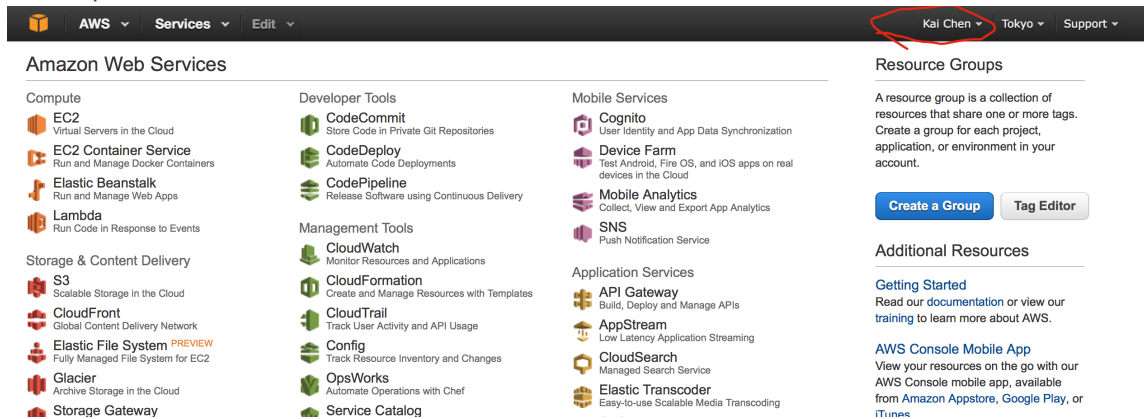 AWS
Services
Edit
Kai Chen
Tokyo
Support
Amazon Web Services
Compute
EC2
Virtual Servers in the Cloud
EC2 Container Service
Run and Manage Docker Containers
Elastic Beanstalk
Run and Manage Web Apps
Lambda
Run Code in Response to Events
Storage & Content Delivery
S3
Scalable Storage in the Cloud
CloudFront
Global Content Delivery Network
Elastic File System PREVIEW
Fully Managed File System for EC2
Glacier
Archive Storage in the Cloud
Storage Gateway
Developer Tools
CodeCommit
Store Code in Private Git Repositories
CodeDeploy
Automate Code Deployments
CodePipeline
Release Software using Continuous Delivery
Management Tools
CloudWatch
Monitor Resources and Applications
CloudFormation
Create and Manage Resources with Templates
CloudTrail
Track User Activity and API Usage
Config
Track Resource Inventory and Changes
OpsWorks
Automate Operations with Chef
Service Catalog
Mobile Services
Cognito
User Identity and App Data Synchronization
Device Farm
Test Android, Fire OS, and iOS apps on real
devices in the Cloud
Mobile Analytics
Collect, View and Export App Analytics
SNS
Push Notification Service
Application Services
API Gateway
Build, Deploy and Manage APIs
AppStream
Low Latency Application Streaming
CloudSearch
Managed Search Service
Elastic Transcoder
Easy-to-use Scalable Media Transcoding
Resource Groups
A resource group is a collection of
resources that share one or more tags.
Create a group for each project,
application, or environment in your
account.
Create a Group
Tag Editor
Additional Resources
Getting Started
Read our documentation or view our
training to learn more about AWS.
AWS Console Mobile App
View your resources on the go with our
AWS Console mobile app, available
from Amazon Appstore, Google Play, or
iTunes.